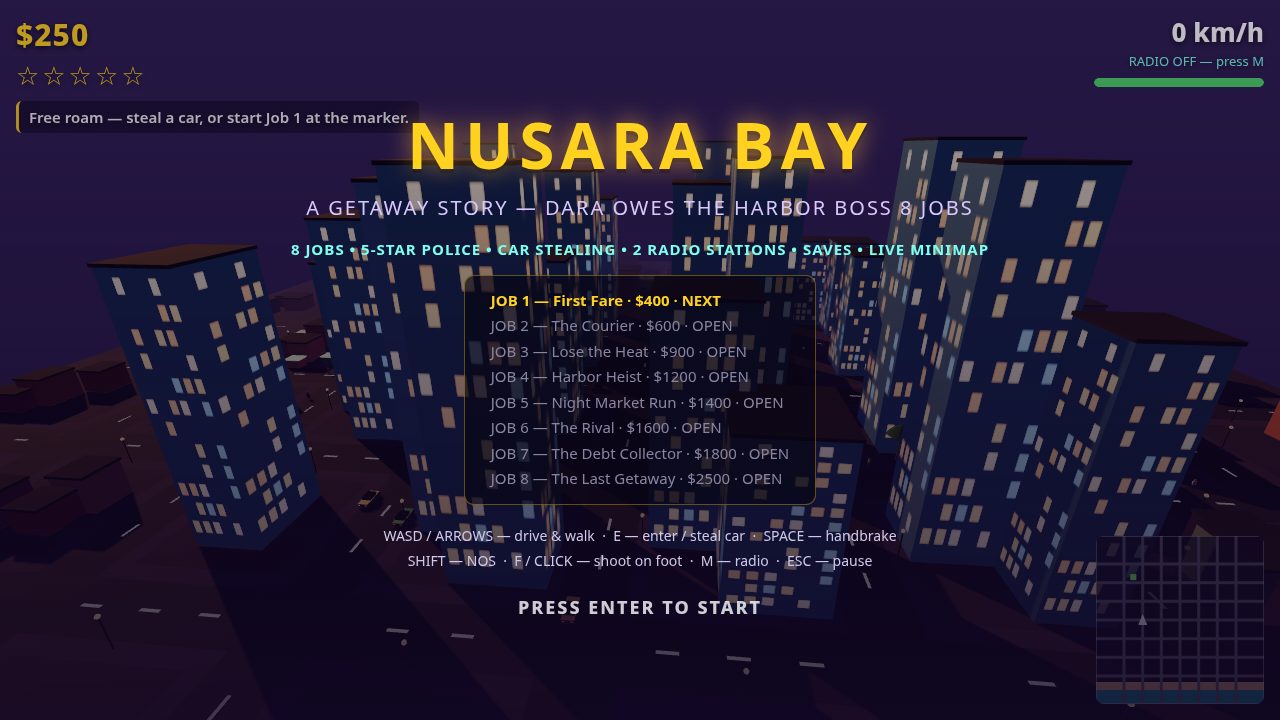 $250
☆☆☆☆☆
Free roam — steal a car, or start Job 1 at the marker.
0 km/h
RADIO OFF — press M
NUSARA BAY
A GETAWAY STORY — DARA OWES THE HARBOR BOSS 8 JOBS
8 JOBS • 5-STAR POLICE • CAR STEALING • 2 RADIO STATIONS • SAVES • LIVE MINIMAP
JOB 1 — First Fare · $400 · NEXT
JOB 2 — The Courier · $600 · OPEN
JOB 3 — Lose the Heat · $900 · OPEN
JOB 4 — Harbor Heist · $1200 · OPEN
JOB 5 — Night Market Run · $1400 · OPEN
JOB 6 — The Rival · $1600 · OPEN
JOB 7 — The Debt Collector · $1800 · OPEN
JOB 8 — The Last Getaway · $2500 · OPEN
WASD / ARROWS — drive & walk · E — enter / steal car · SPACE — handbrake
SHIFT — NOS · F / CLICK — shoot on foot · M — radio · ESC — pause
PRESS ENTER TO START